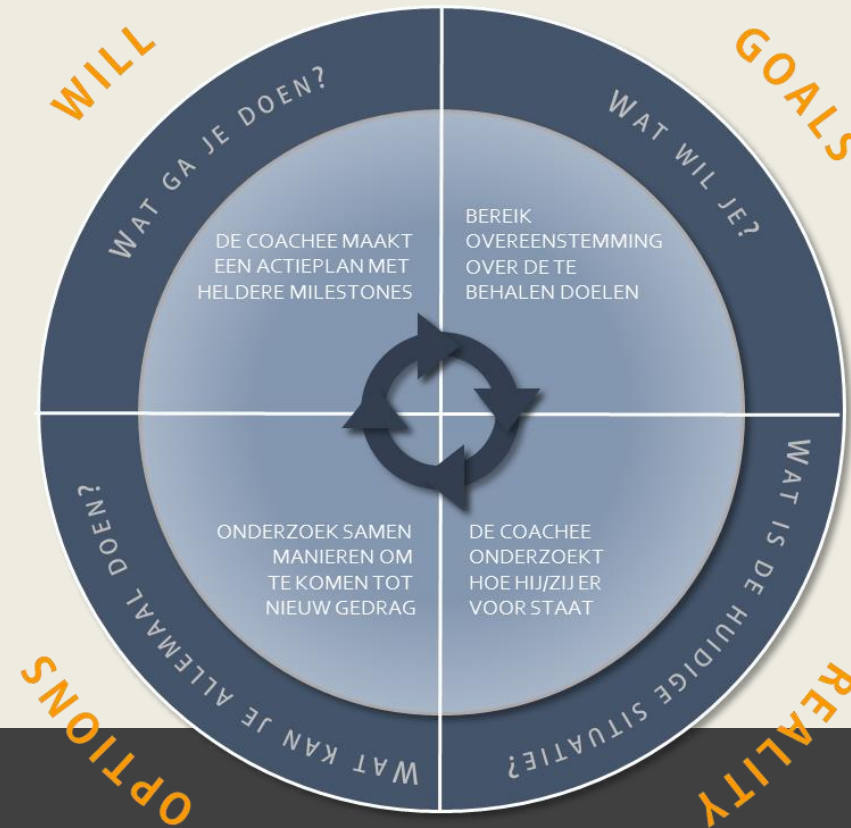 WILL
GOALS
WAT GA JE DOEN?
WAT WIL JE?
DE COACHEE MAAKT
EEN ACTIEPLAN MET
HELDERE MILESTONES
BEREIK
OVEREENSTEMMING
OVER DE TE
BEHALEN DOELEN
ONDERZOEK SAMEN
MANIEREN OM
TE KOMEN TOT
NIEUW GEDRAG
DE COACHEE
ONDERZOEKT
HOE HIJ/ZIJ ER
VOOR STAAT
WAT KAN JE ALLEMAAL DOEN?
WAT IS DE HUIDIGE SITUATIE?
OPTIONS
REALITY